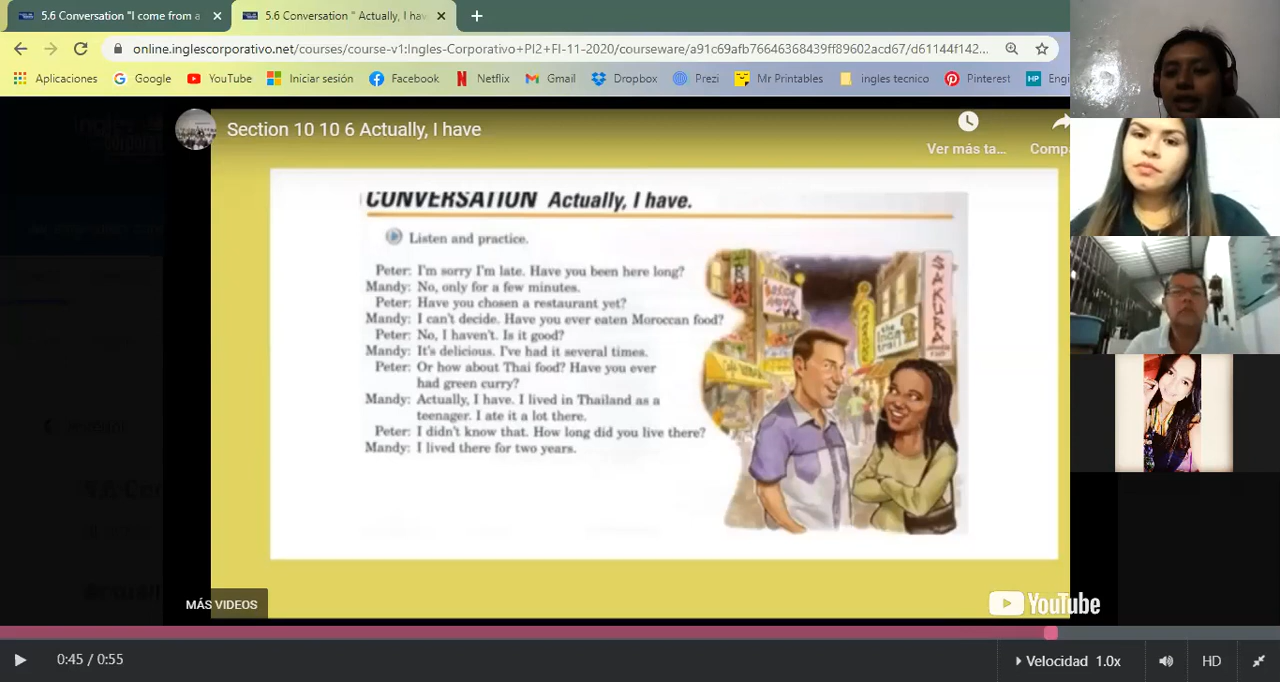 5.6 Conversation "I come from a
5.6 Conversation " Actually, I hav
online.inglescorporativo.net/courses/course-v1:Ingles-Corporativo+PI2+FI-11-2020/courseware/a91c69afb76646368439ff89602acd67/d61144f142...
Aplicaciones
Google
YouTube
Iniciar sesión
Facebook
Netflix
Gmail
Dropbox
Prezi
Mr Printables
ingles tecnico
Pinterest
HP
Engl
Section 10 10 6 Actually, I have
Ver más ta...
Compa
CONVERSATION Actually, I have.
Listen and practice.
Peter: I'm sorry I'm late. Have you been here long?
Mandy: No, only for a few minutes.
Peter: Have you chosen a restaurant yet?
Mandy: I can't decide. Have you ever eaten Moroccan food?
Peter: No, I haven't. Is it good?
Mandy: It's delicious. I've had it several times.
Peter: Or how about Thai food? Have you ever
had green curry?
Mandy: Actually, I have. I lived in Thailand as a
teenager. I ate it a lot there.
Peter: I didn't know that. How long did you live there?
Mandy: I lived there for two years.
SAKURA
MÁS VIDEOS
YouTube
0:45 / 0:55
Velocidad 1.0x
HD